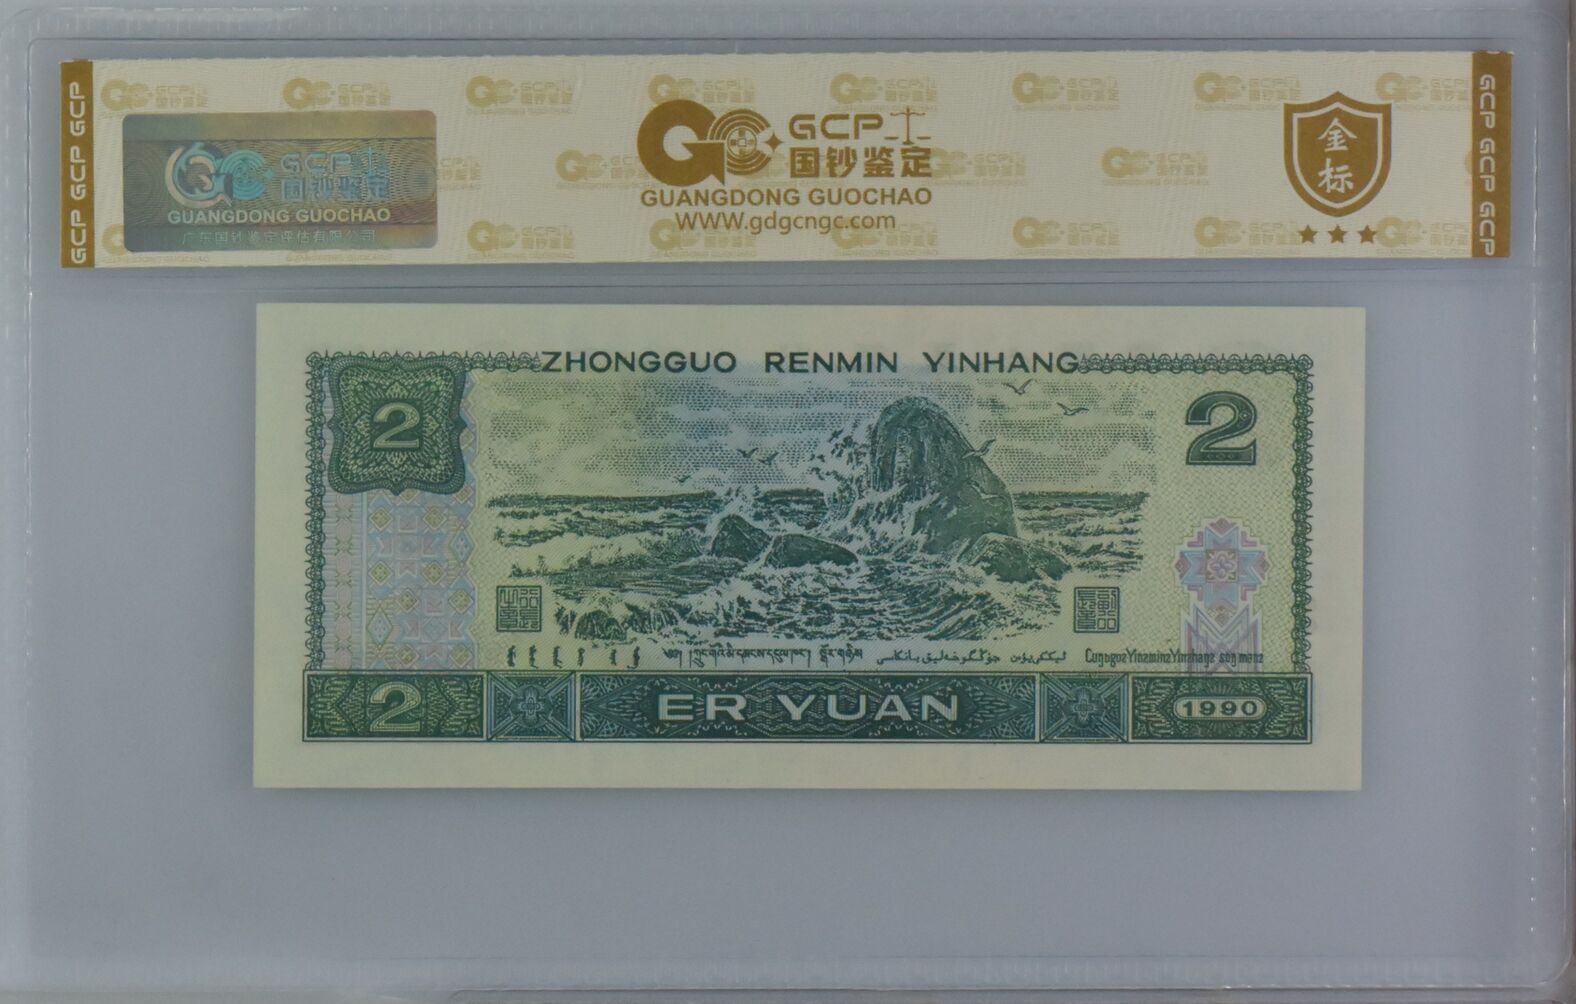 GCP GCP GCP
GCP
国钞鉴定
GUANGDONG GUOCHAO
广东国钞鉴定评估有限公司
GCP
国钞鉴定
GUANGDONG GUOCHAO
WWW.gdgcngc.com
金
标
GCP GCP GCP
ZHONGGUO RENMIN YINHANG
2
2
2
ER YUAN
1990